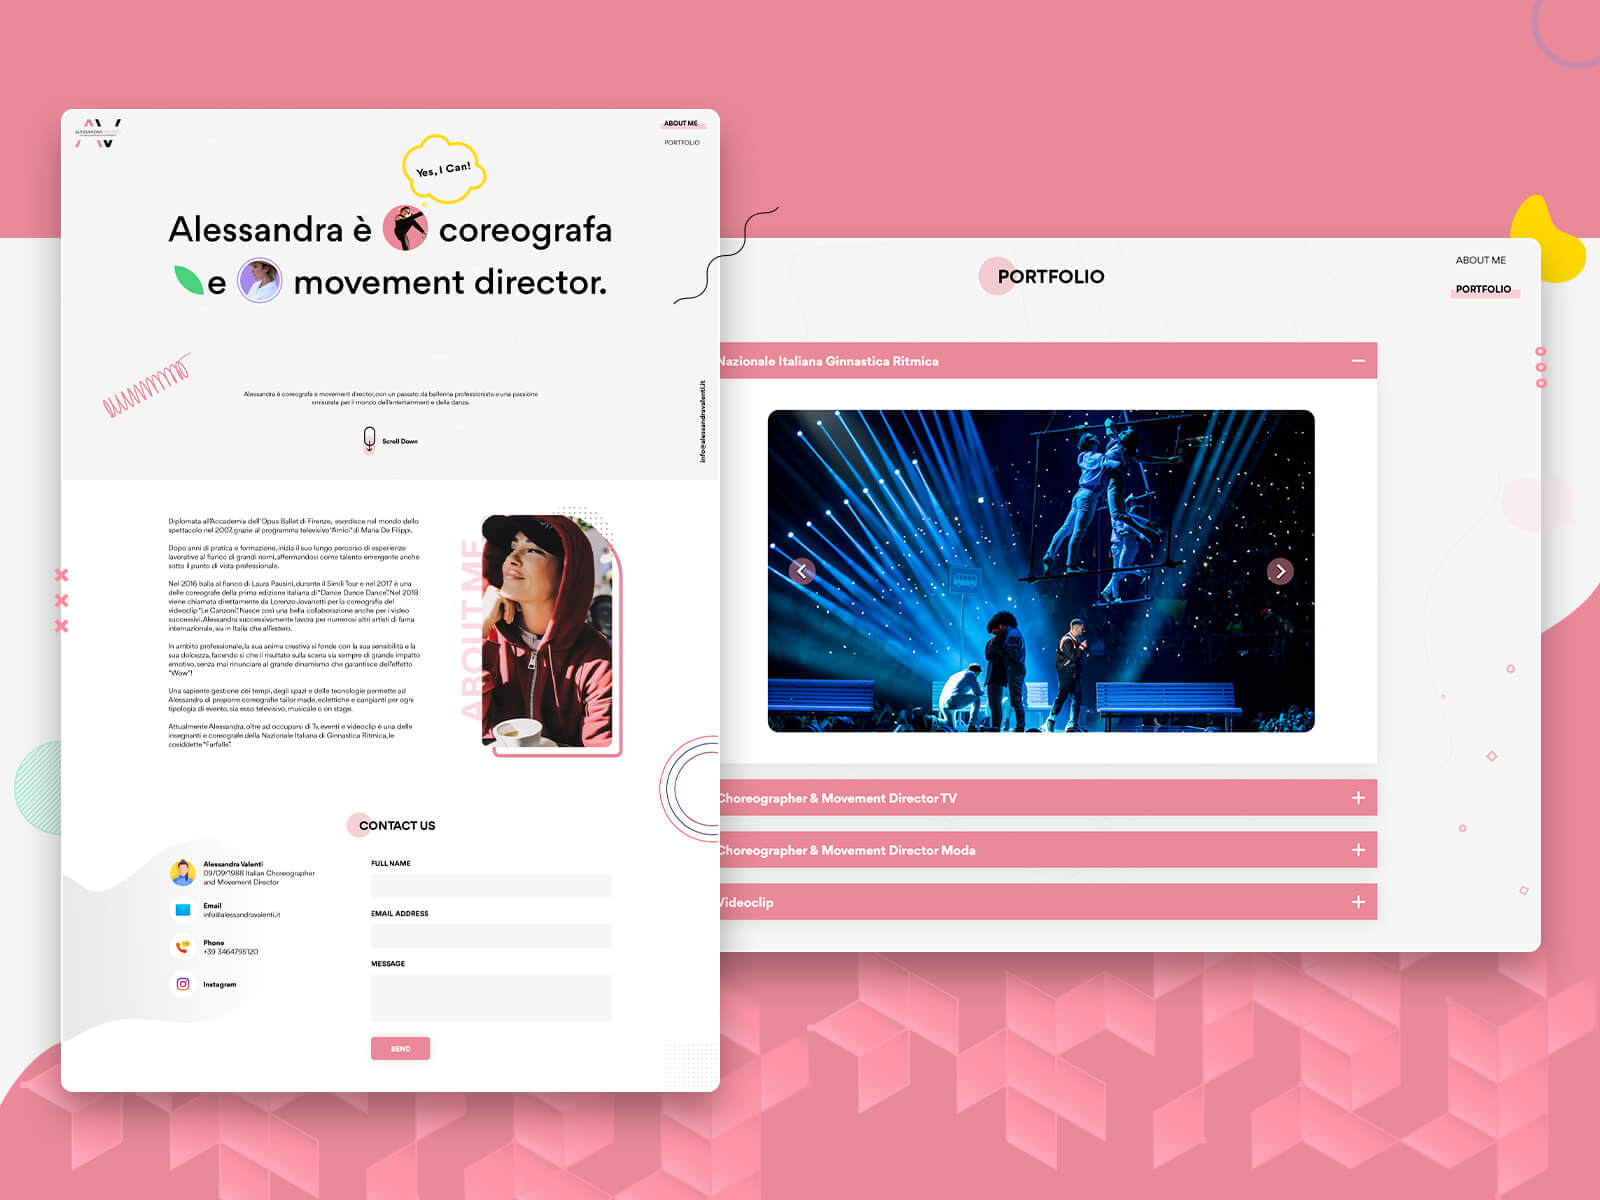 ALESSANDRA VALENTI
ABOUT ME
PORTFOLIO
Yes, I Can!
Alessandra è coreografa
e movement director.
Alessandra è coreografa e movement director, con un passato da ballerina professionista e una passione
smisurata per il mondo dell'entertainment e della danza.
Scroll Down
info@alessandravalenti.it
Diplomata all'Accademia dell'Opus Ballet di Firenze, esordisce nel mondo dello
spettacolo nel 2007, grazie al programma televisivo "Amici" di Maria De Filippi.
Dopo anni di pratica e formazione, inizia il suo lungo percorso di esperienze
lavorative al fianco di grandi nomi, affermandosi come talento emergente anche
sotto il punto di vista professionale.
Nel 2016 balla al fianco di Laura Pausini, durante il Simili Tour e nel 2017 è una
delle coreografe della prima edizione italiana di "Dance Dance Dance". Nel 2018
viene chiamata direttamente da Lorenzo Jovanotti per la coreografia del
videoclip "Le Canzoni". Nasce così una bella collaborazione anche per i video
successivi. Alessandra successivamente lavora per numerosi altri artisti di fama
internazionale, sia in Italia che all'estero.
In ambito professionale, la sua anima creativa si fonde con la sua sensibilità e la
sua dolcezza, facendo sì che il risultato sulla scena sia sempre di grande impatto
emotivo, senza mai rinunciare al grande dinamismo che garantisce dell'effetto
"Wow"!
Una sapiente gestione dei tempi, degli spazi e delle tecnologie permette ad
Alessandra di proporre coreografie tailor made, eclettiche e cangianti per ogni
tipologia di evento, sia esso televisivo, musicale o on stage.
Attualmente Alessandra, oltre ad occuparsi di Tv, eventi e videoclip è una delle
insegnanti e coreografe della Nazionale Italiana di Ginnastica Ritmica, le
cosiddette "Farfalle".
ABOUT ME
CONTACT US
Alessandra Valenti
09/09/1988 Italian Choreographer
and Movement Director
Email
info@alessandravalenti.it
Phone
+39 3464795120
Instagram
FULL NAME
EMAIL ADDRESS
MESSAGE
SEND
PORTFOLIO
ABOUT ME
PORTFOLIO
Nazionale Italiana Ginnastica Ritmica
Choreographer & Movement Director TV
Choreographer & Movement Director Moda
Videoclip